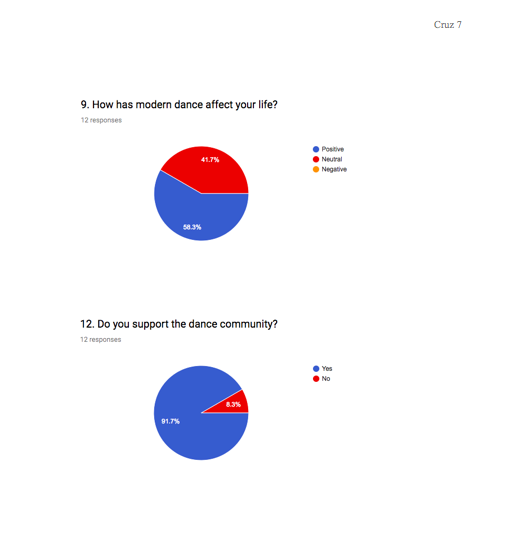 Cruz 7
9. How has modern dance affect your life?
12 responses
41.7%
58.3%
Positive
Neutral
Negative
12. Do you support the dance community?
12 responses
8.3%
91.7%
Yes
No